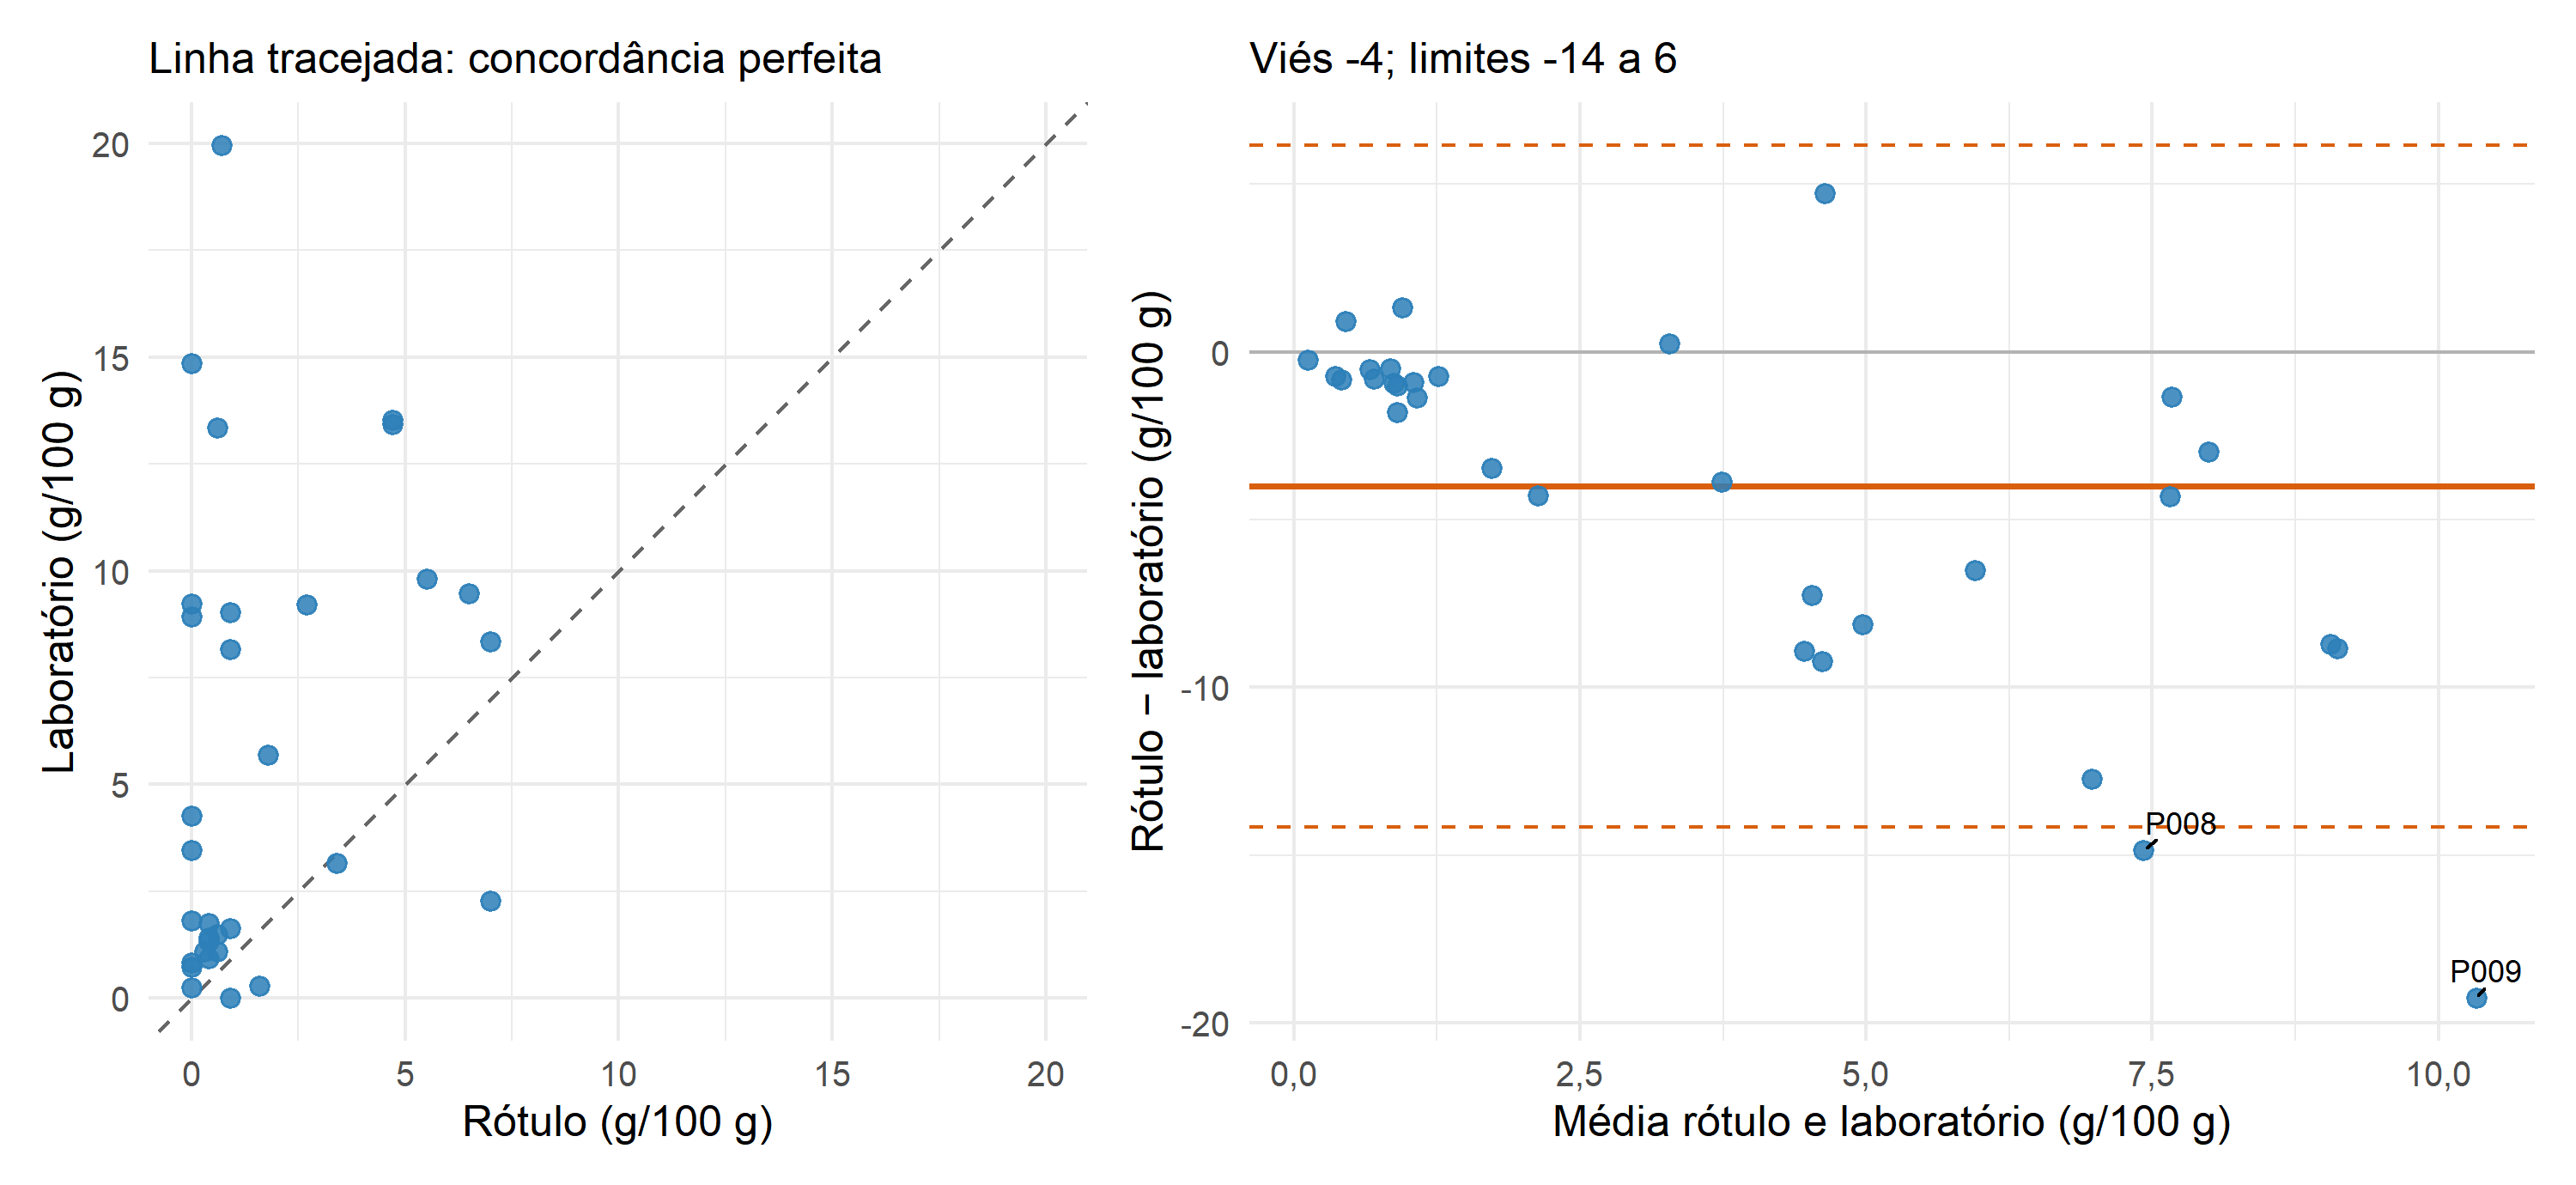 Linha tracejada: concordância perfeita
20
15
10
5
0
0 5 10 15 20
Laboratório (g/100 g)
Rótulo (g/100 g)
Viés -4; limites -14 a 6
0
-10
-20
P008
P009
0,0 2,5 5,0 7,5 10,0
Rótulo − laboratório (g/100 g)
Média rótulo e laboratório (g/100 g)